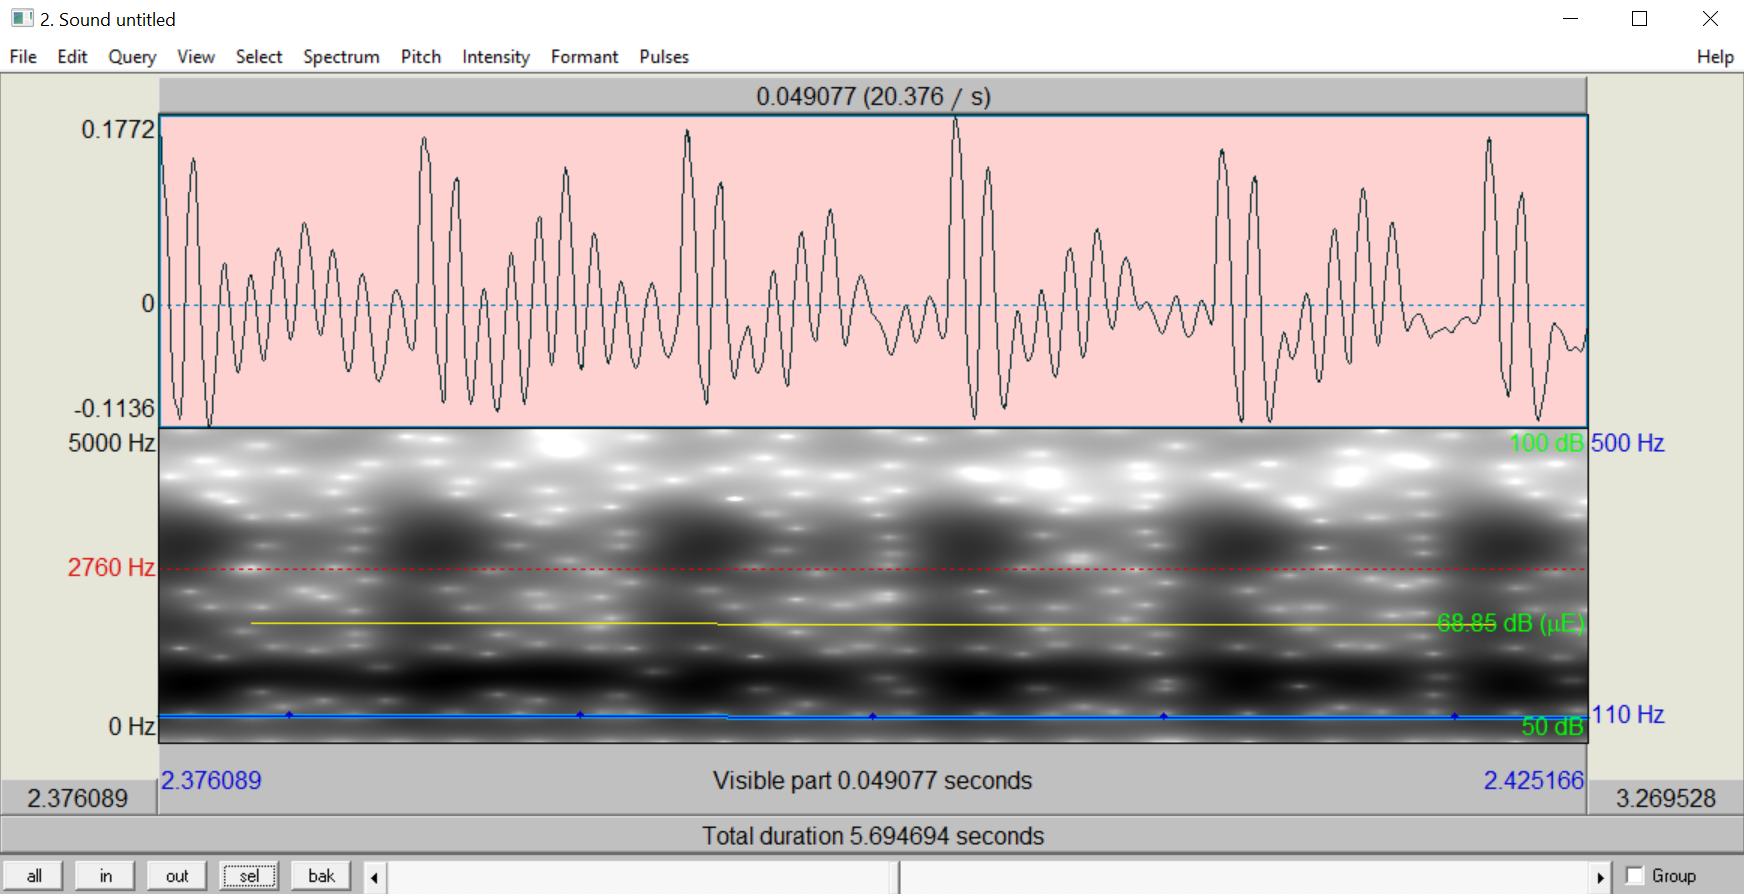 2. Sound untitled
File Edit Query View Select Spectrum Pitch Intensity Formant Pulses Help
0.049077 (20.376 / s)
0.1772
0
-0.1136
5000 Hz 100 dB 500 Hz
2760 Hz
68.85 dB (µE)
0 Hz 50 dB 110 Hz
2.376089 Visible part 0.049077 seconds 2.425166
2.376089 3.269528
Total duration 5.694694 seconds
all in out sel bak Group